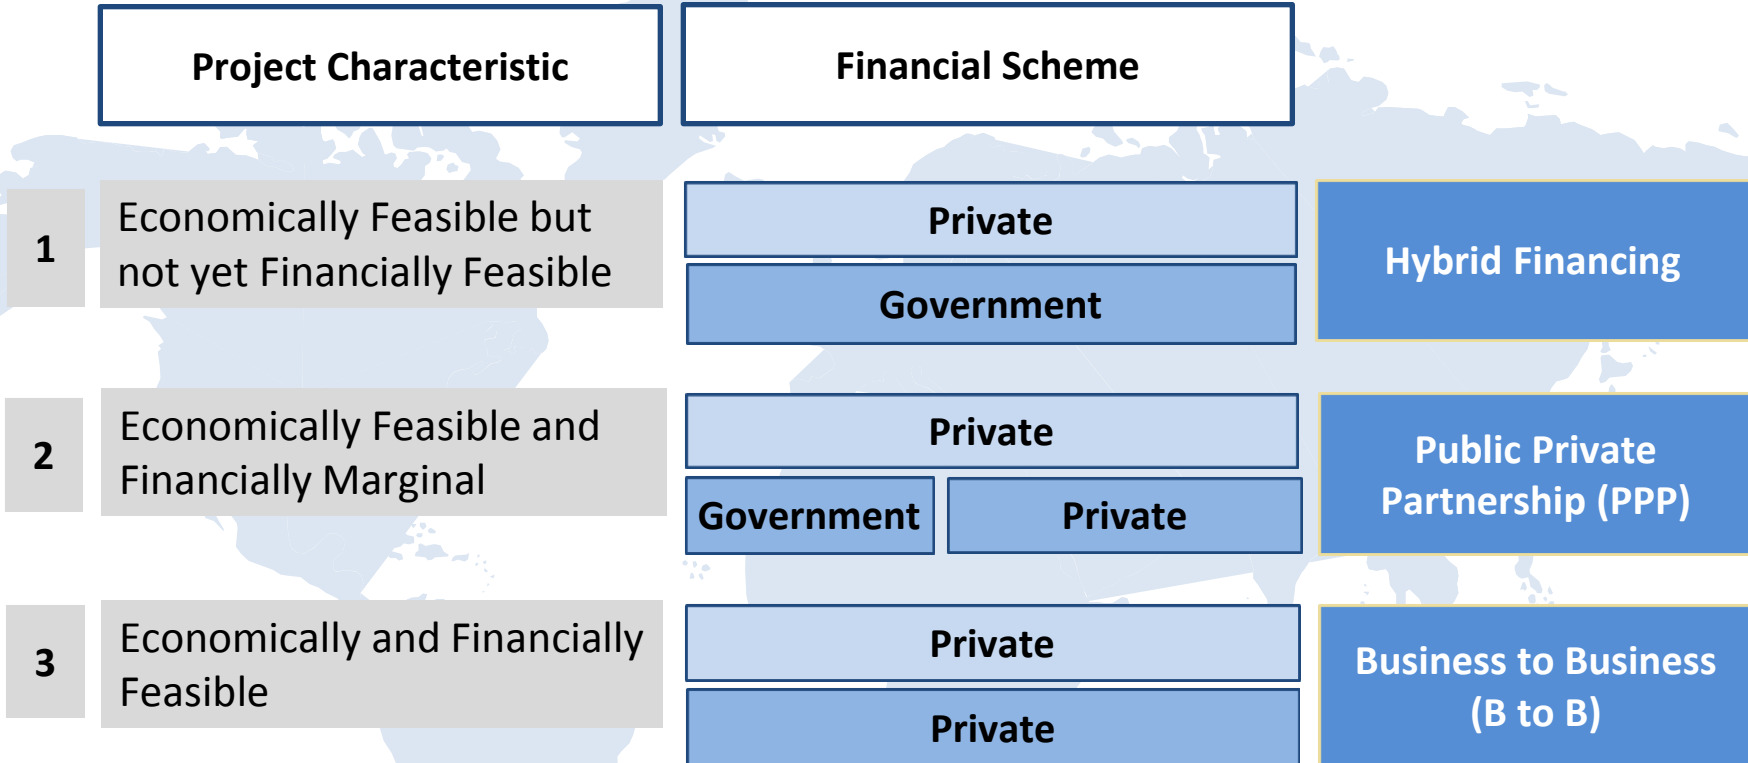 Project Characteristic
Financial Scheme
1
Economically Feasible but
not yet Financially Feasible
Private
Government
Hybrid Financing
2
Economically Feasible and
Financially Marginal
Private
Government
Private
Public Private
Partnership (PPP)
3
Economically and Financially
Feasible
Private
Private
Business to Business
(B to B)